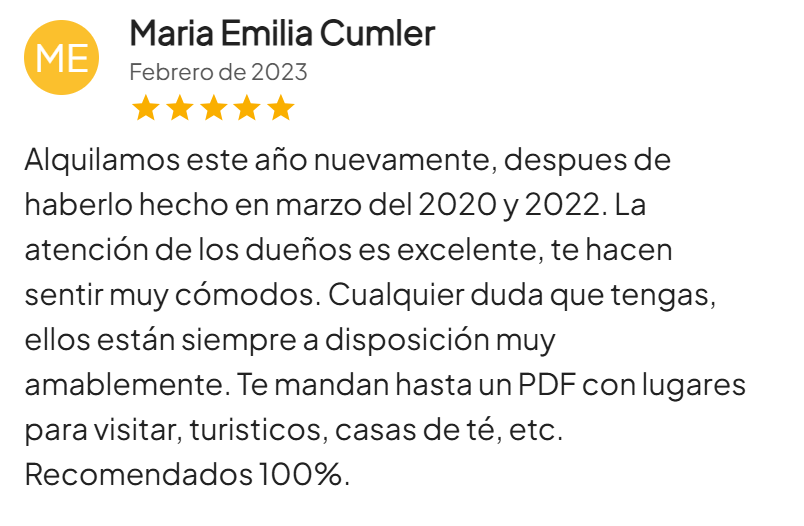 ME
Maria Emilia Cumler
Febrero de 2023
Alquilamos este año nuevamente, despues de
haberlo hecho en marzo del 2020 y 2022. La
atención de los dueños es excelente, te hacen
sentir muy cómodos. Cualquier duda que tengas,
ellos están siempre a disposición muy
amablemente. Te mandan hasta un PDF con lugares
para visitar, turisticos, casas de té, etc.
Recomendados 100%.